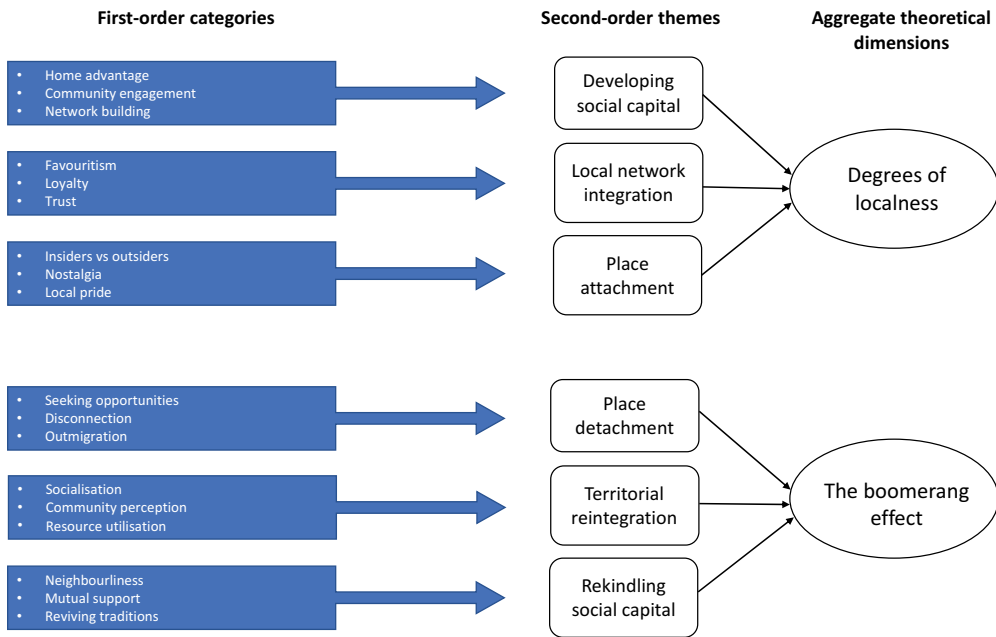 First-order categories
Second-order themes
Aggregate theoretical
dimensions
• Home advantage
• Community engagement
• Network building
Developing
social capital
• Favouritism
• Loyalty
• Trust
Local network
integration
Degrees of
localness
• Insiders vs outsiders
• Nostalgia
• Local pride
Place
attachment
• Seeking opportunities
• Disconnection
• Outmigration
Place
detachment
• Socialisation
• Community perception
• Resource utilisation
Territorial
reintegration
The boomerang
effect
• Neighbourliness
• Mutual support
• Reviving traditions
Rekindling
social capital